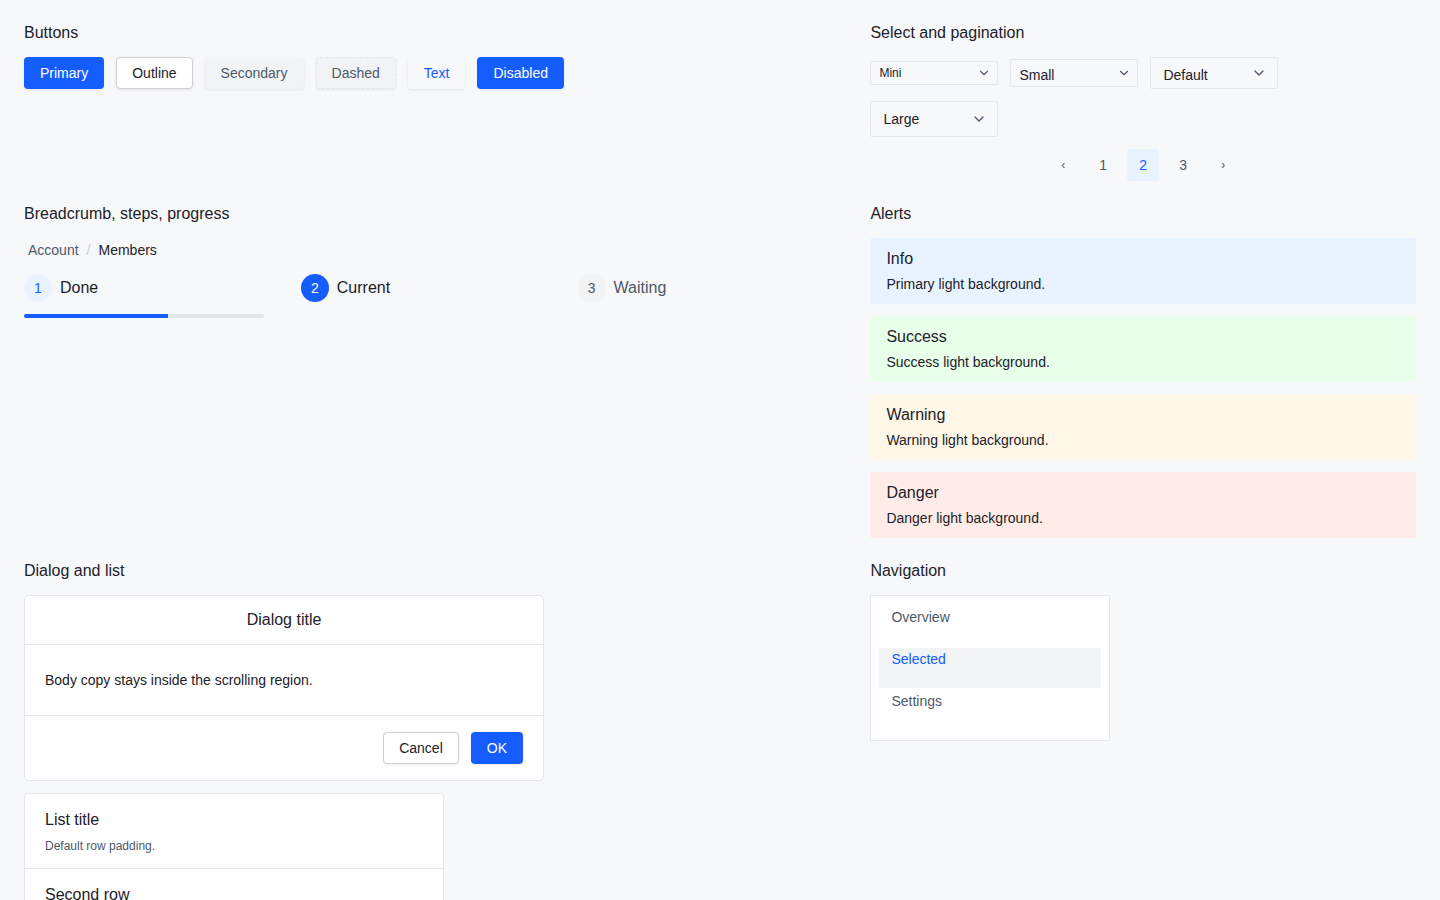 Buttons
Primary Outline Secondary Dashed Text Disabled
Select and pagination
Mini Small Default
Large
‹ 1 2 3 ›
Breadcrumb, steps, progress
Account / Members
1 Done 2 Current 3 Waiting
Alerts
Info
Primary light background.
Success
Success light background.
Warning
Warning light background.
Danger
Danger light background.
Dialog and list
Dialog title
Body copy stays inside the scrolling region.
Cancel OK
List title
Default row padding.
Second row
Navigation
Overview
Selected
Settings